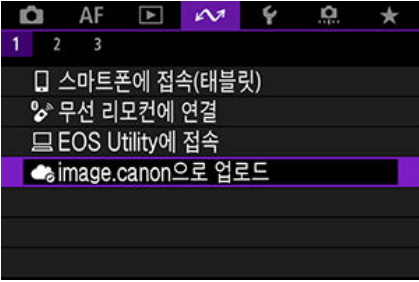 AF
1 2 3
스마트폰에 접속(태블릿)
무선 리모컨에 연결
EOS Utility에 접속
image.canon으로 업로드